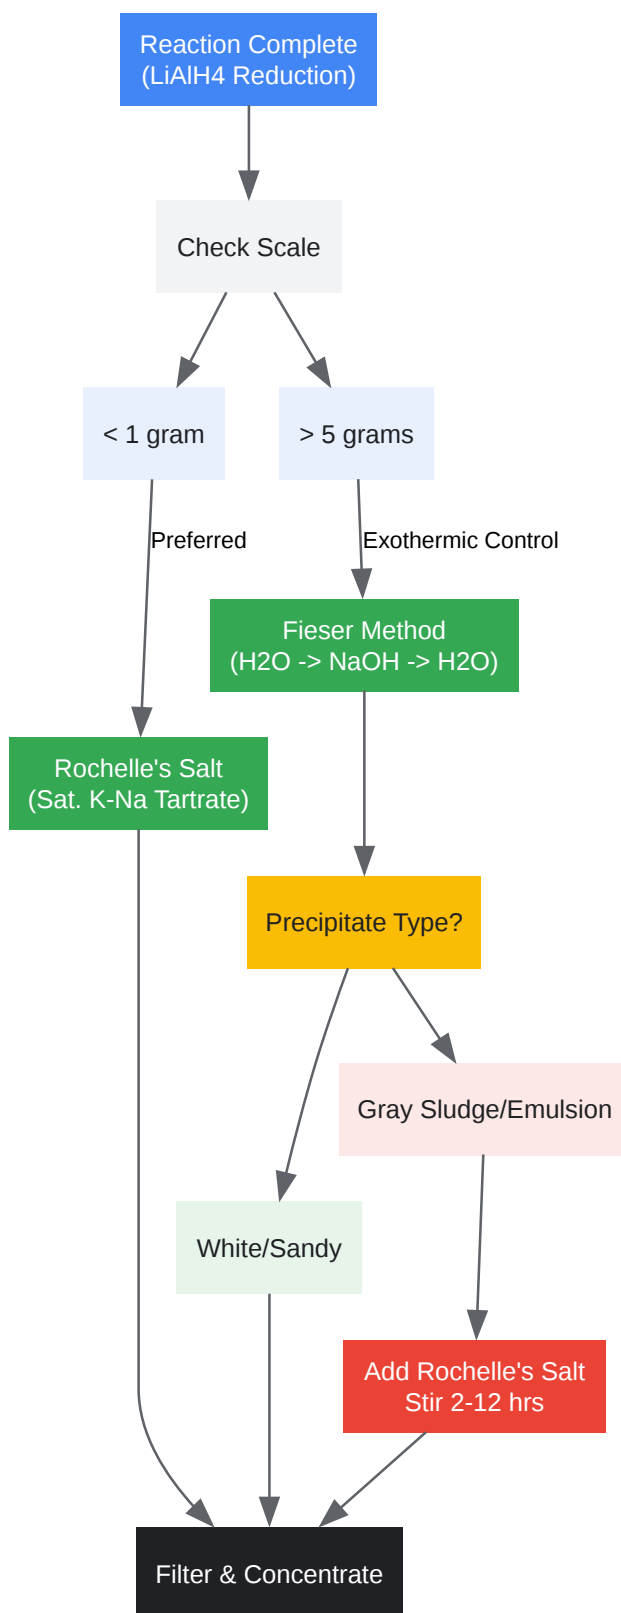 Reaction Complete
(LiAlH4 Reduction)
Check Scale
< 1 gram
> 5 grams
Preferred
Exothermic Control
Fieser Method
(H2O -> NaOH -> H2O)
Rochelle's Salt
(Sat. K-Na Tartrate)
Precipitate Type?
Gray Sludge/Emulsion
White/Sandy
Add Rochelle's Salt
Stir 2-12 hrs
Filter & Concentrate